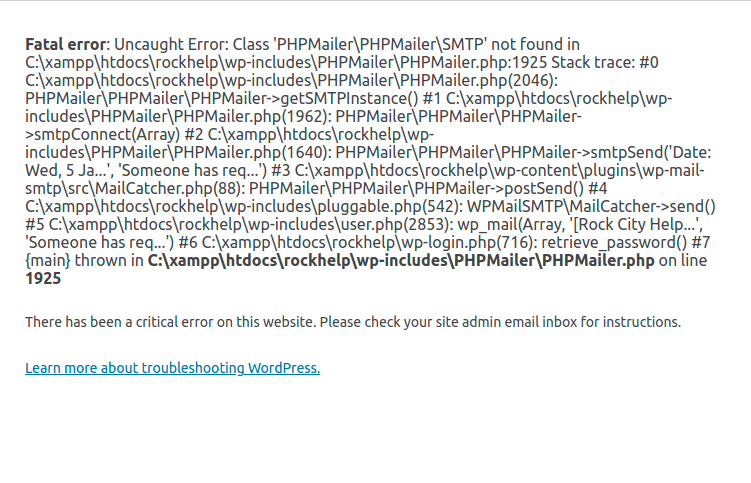 Fatal error: Uncaught Error: Class 'PHPMailer\PHPMailer\SMTP' not found in
C:\xampp\htdocs\rockhelp\wp-includes\PHPMailer\PHPMailer.php:1925 Stack trace: #0
C:\xampp\htdocs\rockhelp\wp-includes\PHPMailer\PHPMailer.php(2046):
PHPMailer\PHPMailer\PHPMailer->getSMTPInstance() #1 C:\xampp\htdocs\rockhelp\wp-
includes\PHPMailer\PHPMailer.php(1962): PHPMailer\PHPMailer\PHPMailer-
>smtpConnect(Array) #2 C:\xampp\htdocs\rockhelp\wp-
includes\PHPMailer\PHPMailer.php(1640): PHPMailer\PHPMailer\PHPMailer->smtpSend('Date:
Wed, 5 Ja...', 'Someone has req...') #3 C:\xampp\htdocs\rockhelp\wp-content\plugins\wp-mail-
smtp\src\MailCatcher.php(88): PHPMailer\PHPMailer\PHPMailer->postSend() #4
C:\xampp\htdocs\rockhelp\wp-includes\pluggable.php(542): WPMailSMTP\MailCatcher->send()
#5 C:\xampp\htdocs\rockhelp\wp-includes\user.php(2853): wp_mail(Array, '[Rock City Help...',
'Someone has req...') #6 C:\xampp\htdocs\rockhelp\wp-login.php(716): retrieve_password() #7
{main} thrown in C:\xampp\htdocs\rockhelp\wp-includes\PHPMailer\PHPMailer.php on line
1925
There has been a critical error on this website. Please check your site admin email inbox for instructions.
Learn more about troubleshooting WordPress.